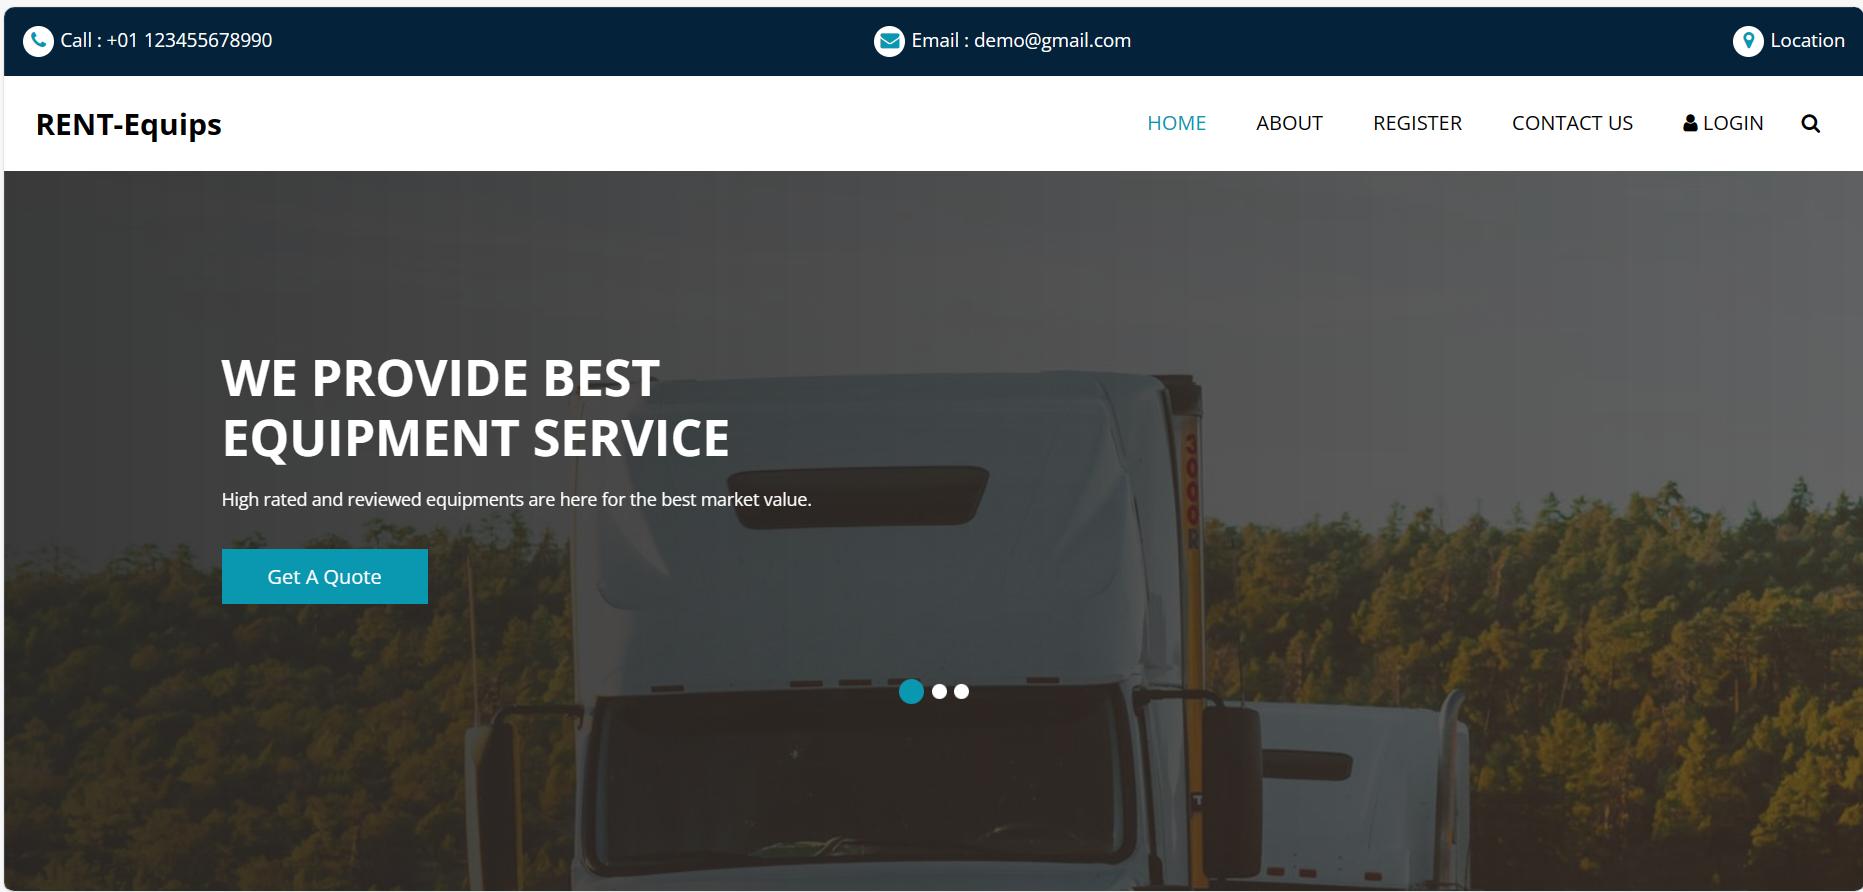 Call : +01 123455678990
Email : demo@gmail.com
Location
RENT-Equips
HOME
ABOUT
REGISTER
CONTACT US
LOGIN
WE PROVIDE BEST
EQUIPMENT SERVICE
High rated and reviewed equipments are here for the best market value.
Get A Quote
3000R